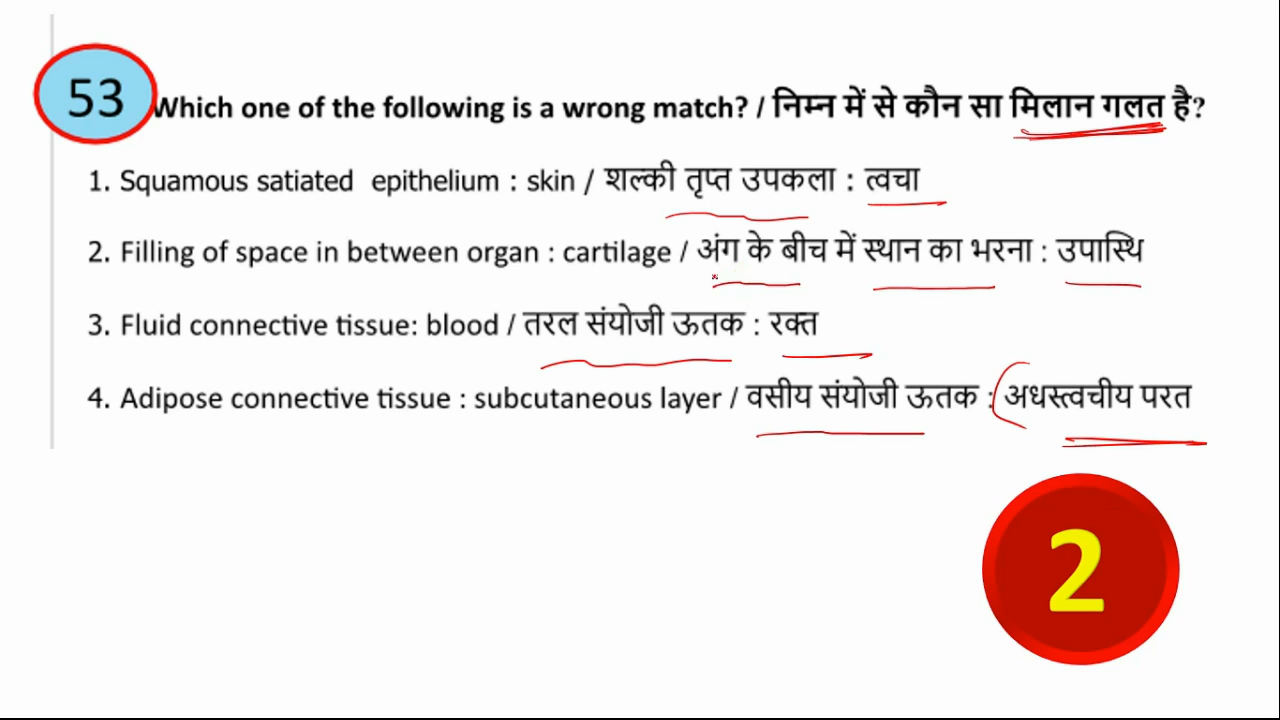 53
Which one of the following is a wrong match? / निम्न में से कौन सा मिलान गलत है?
1. Squamous satiated epithelium : skin / शल्की तृप्त उपकला : त्वचा
2. Filling of space in between organ : cartilage / अंग के बीच में स्थान का भरना : उपास्थि
3. Fluid connective tissue: blood / तरल संयोजी ऊतक : रक्त
4. Adipose connective tissue : subcutaneous layer / वसीय संयोजी ऊतक : अधस्त्वचीय परत
2